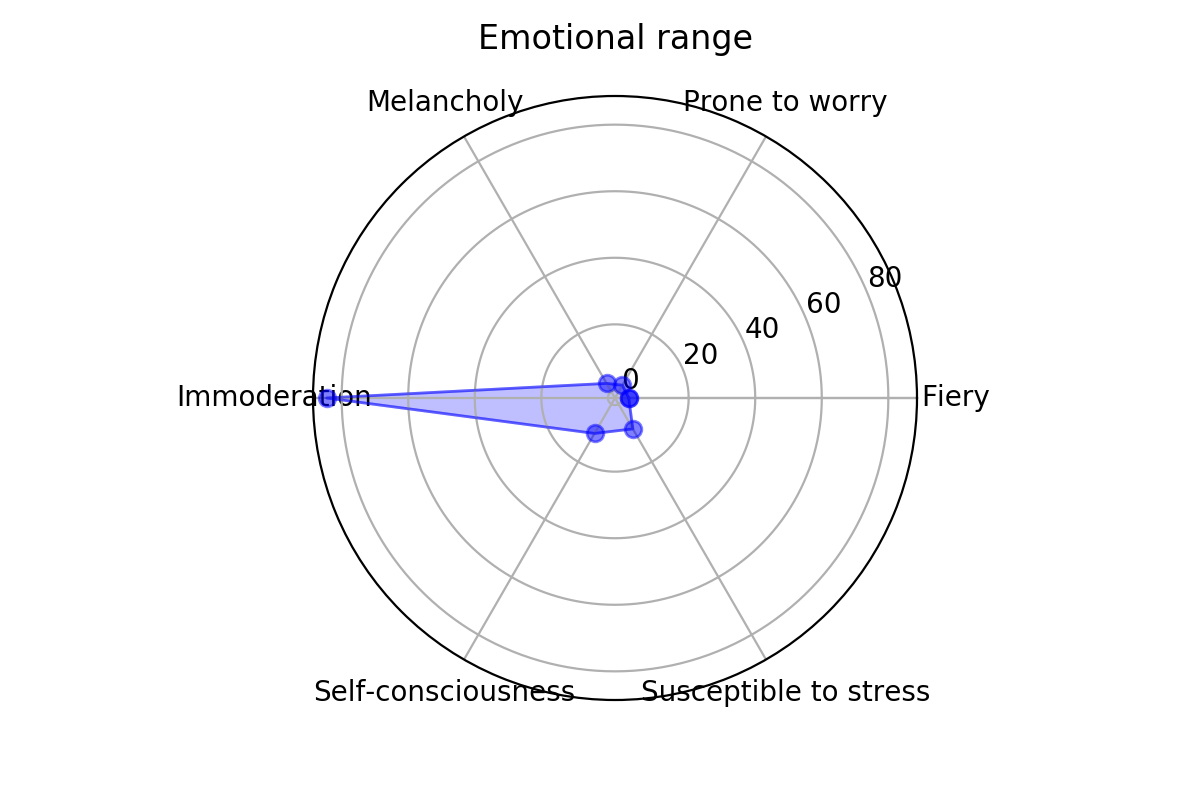 Emotional range
Melancholy
Prone to worry
80
60
40
20
0
Immoderation
Fiery
Self-consciousness
Susceptible to stress